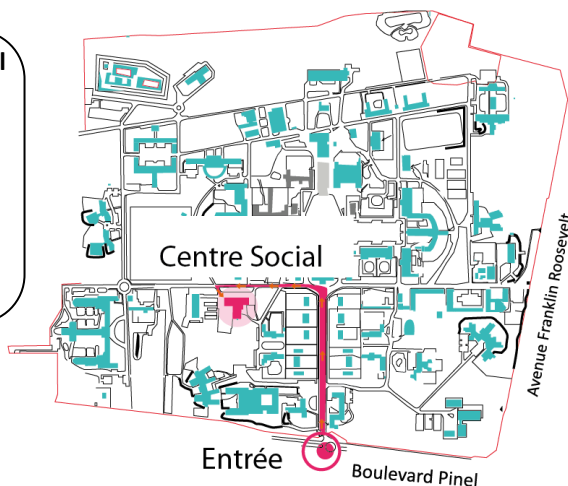 l
Centre Social
Avenue Franklin Roosevelt
Entrée
Boulevard Pinel